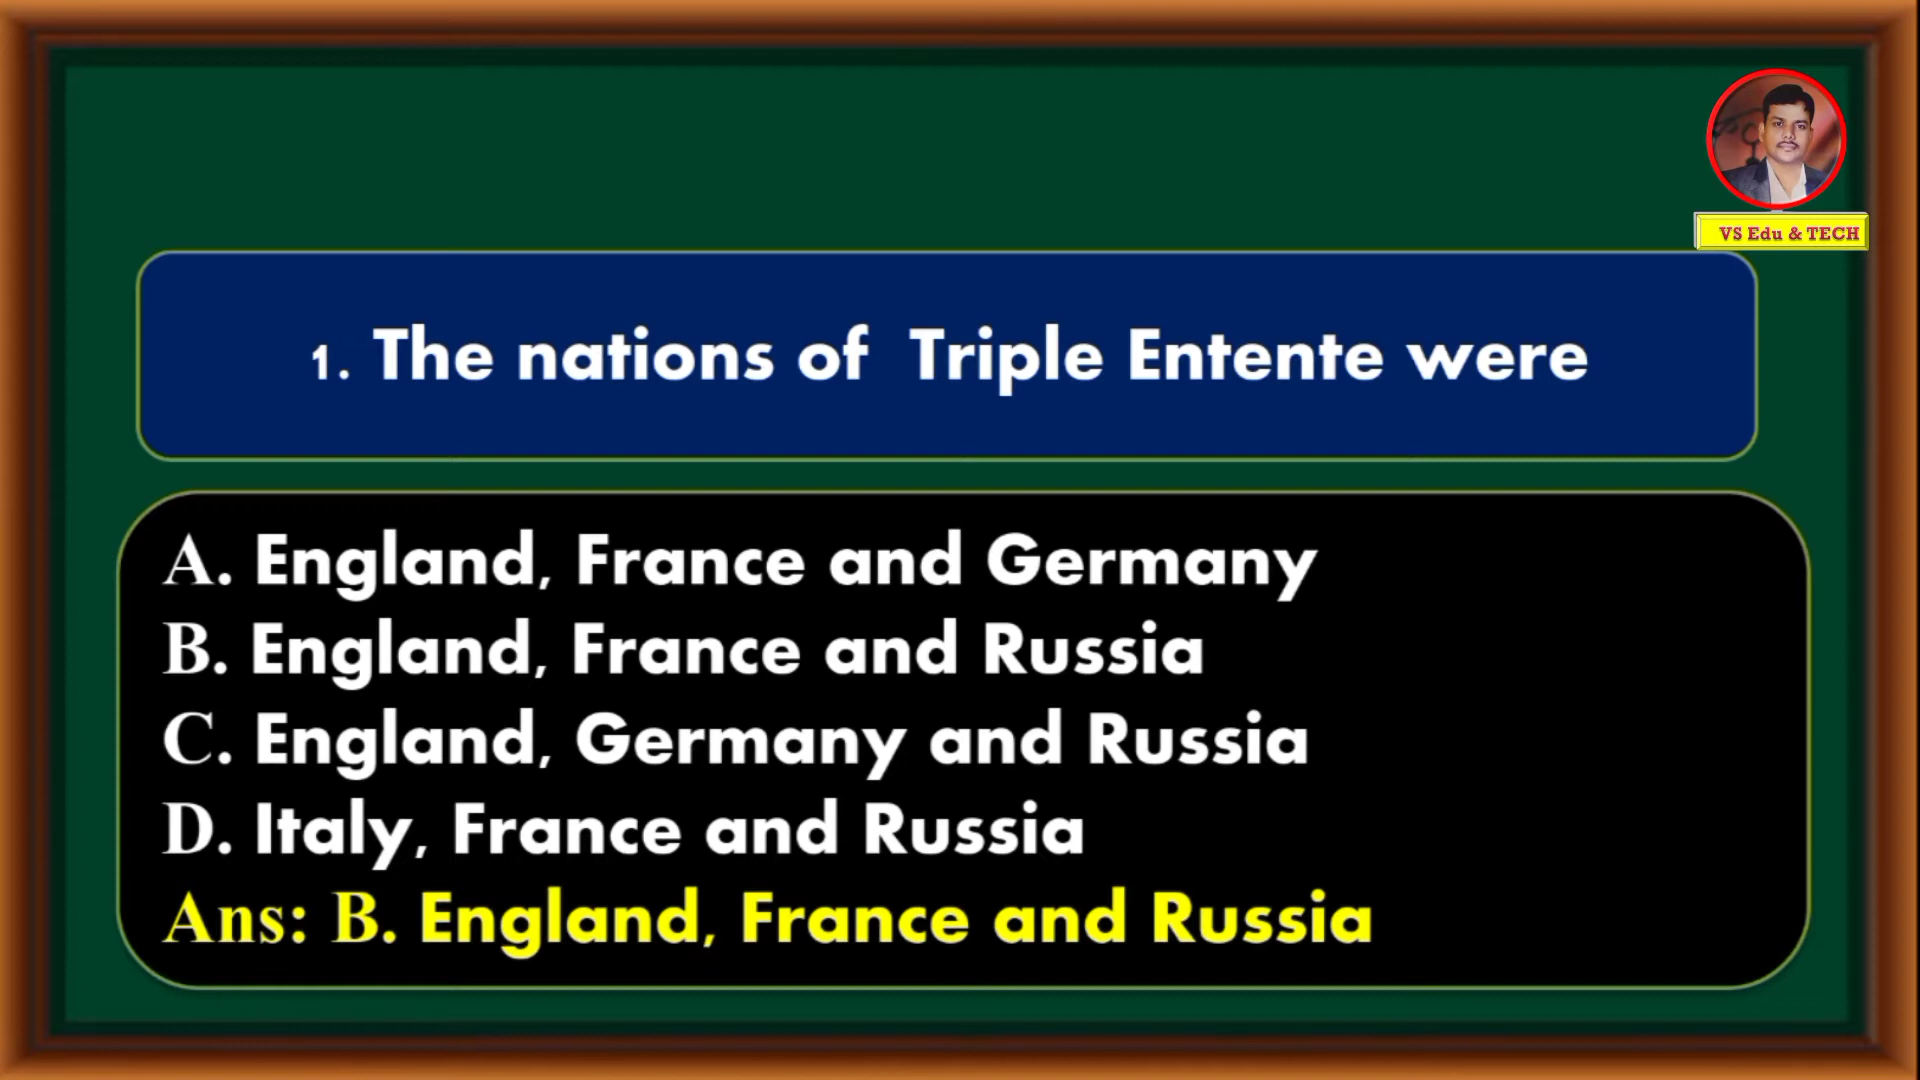 VS Edu & TECH
1. The nations of Triple Entente were
A. England, France and Germany
B. England, France and Russia
C. England, Germany and Russia
D. Italy, France and Russia
Ans: B. England, France and Russia